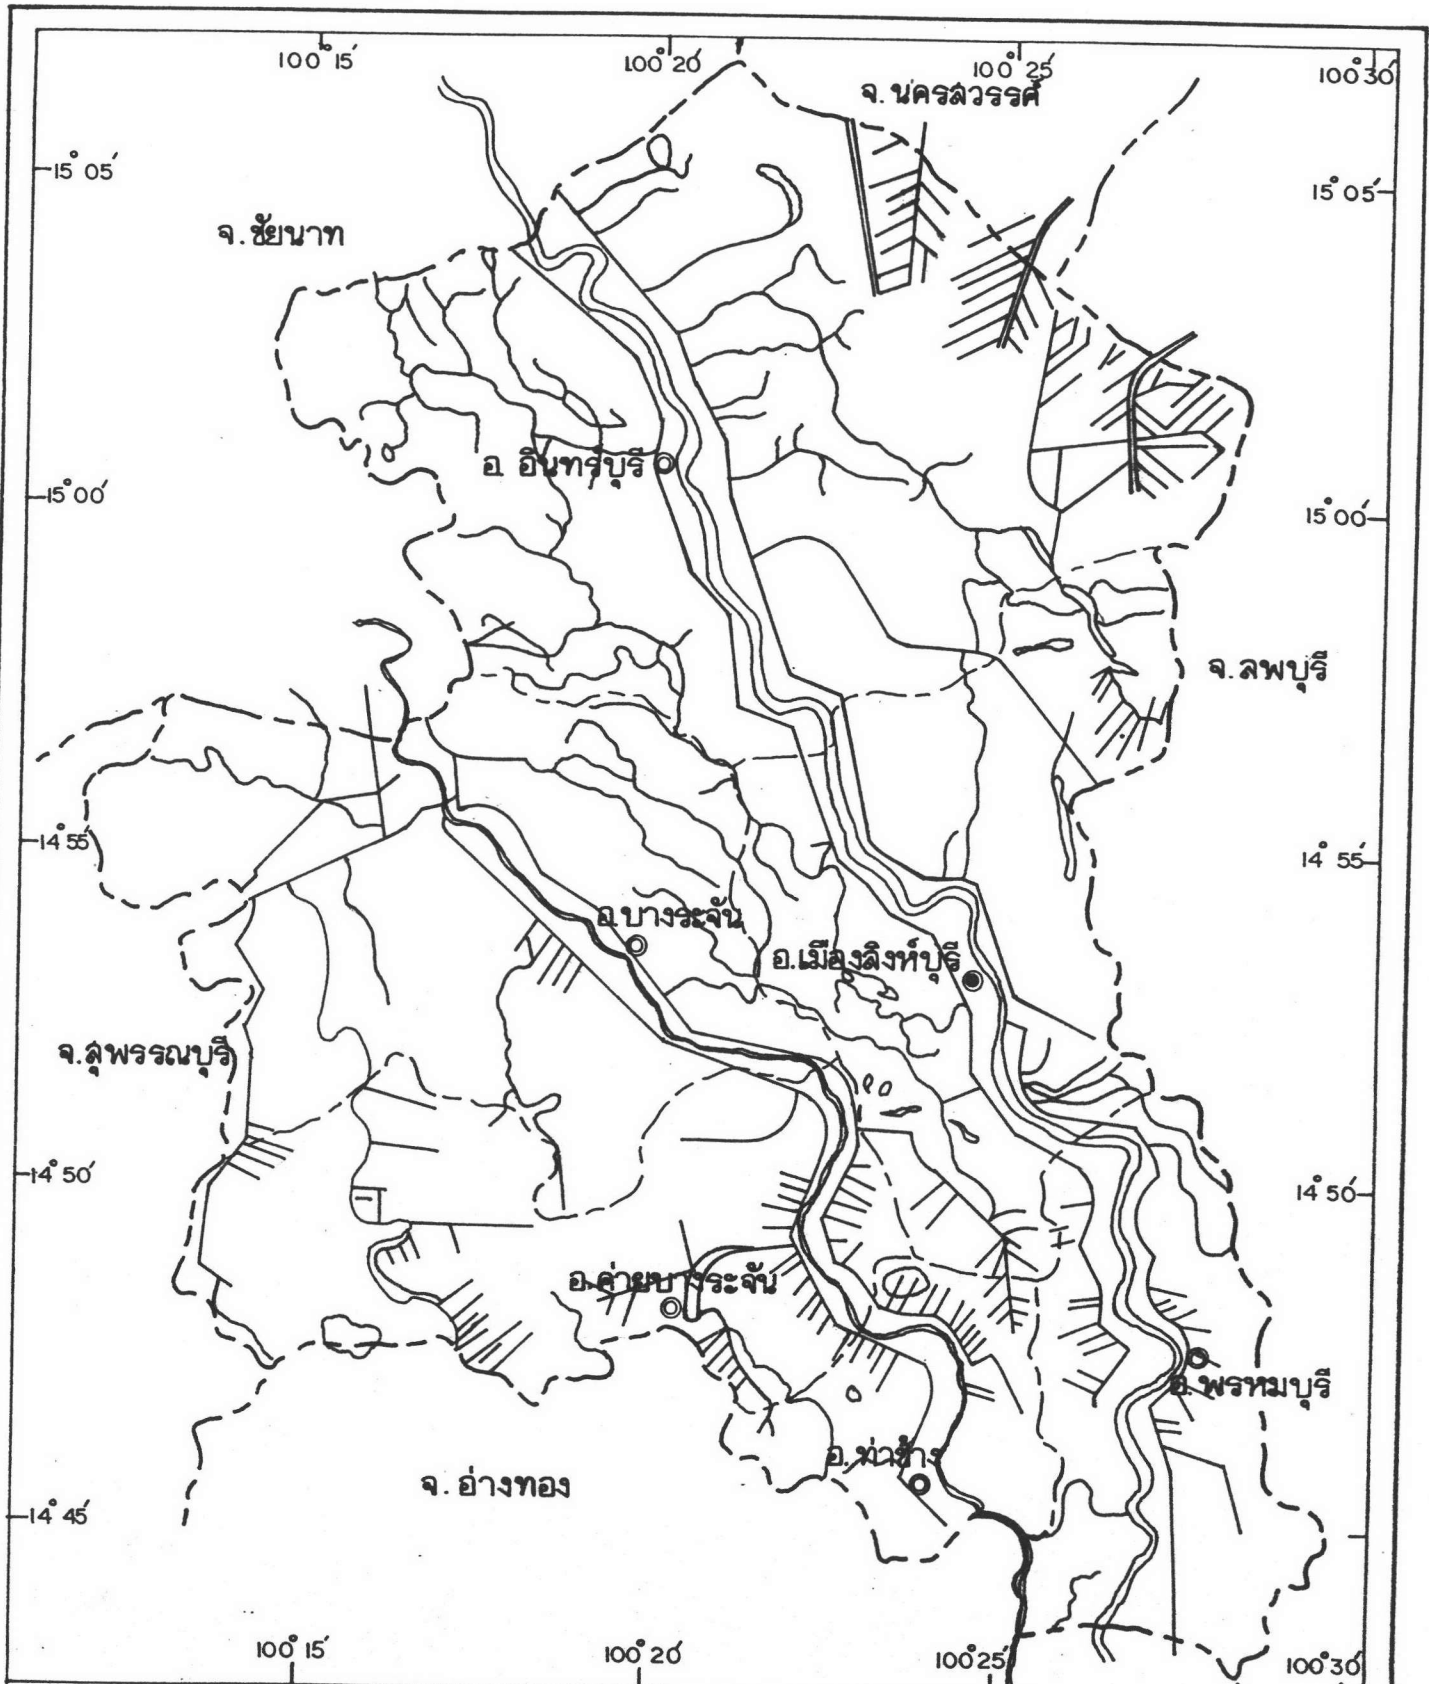 100° 15′
100° 20′
100° 25′
100° 30′
จ. นครสวรรค์
15° 05′
15° 05′
จ. ชัยนาท
อ. อินทร์บุรี
15° 00′
15° 00′
จ. ลพบุรี
14° 55′
14° 55′
อ. บางระจัน
อ. เมืองสิงห์บุรี
จ. สุพรรณบุรี
14° 50′
14° 50′
อ. ค่ายบางระจัน
อ. พรหมบุรี
อ. ท่าช้าง
จ. อ่างทอง
14° 45′
100° 15′
100° 20′
100° 25′
100° 30′